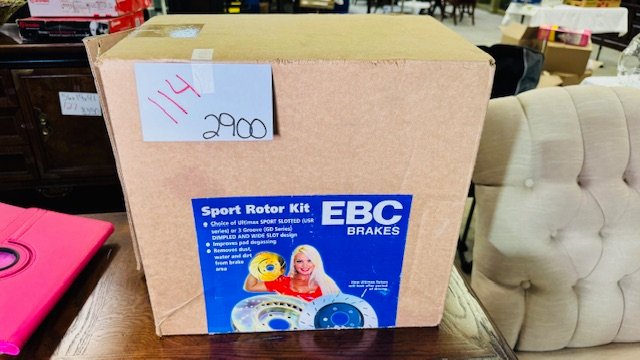 114
2900
Sport Rotor Kit
EBC
BRAKES
Choice of Ultimax SPORT SLOTTED (USR
series) or 3 Groove (GD Series)
DIMPLED AND WIDE SLOT design
Improves pad degassing
Removes dust,
water and dirt
from brake
area